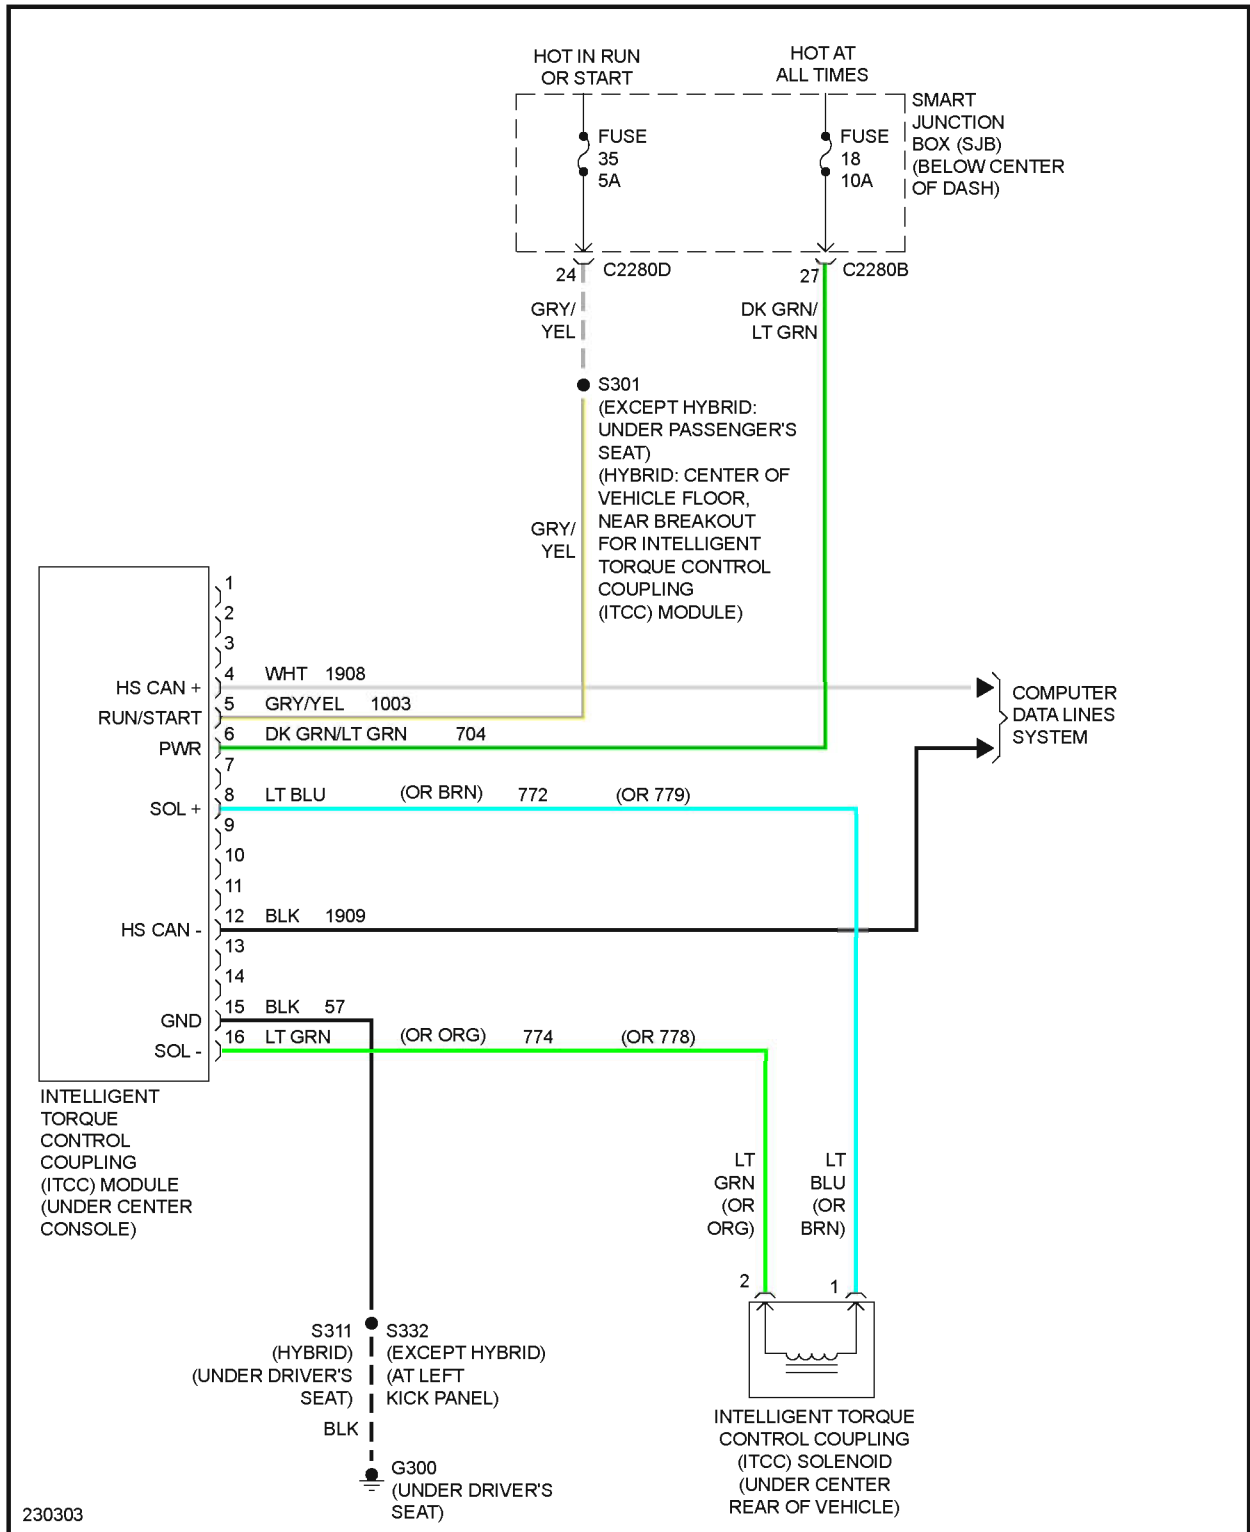 HOT IN RUN
OR START
HOT AT
ALL TIMES
SMART
JUNCTION
BOX (SJB)
(BELOW CENTER
OF DASH)
FUSE
35
5A
FUSE
18
10A
24
C2280D
27
C2280B
GRY/
YEL
DK GRN/
LT GRN
S301
(EXCEPT HYBRID:
UNDER PASSENGER'S
SEAT)
(HYBRID: CENTER OF
VEHICLE FLOOR,
NEAR BREAKOUT
FOR INTELLIGENT
TORQUE CONTROL
COUPLING
(ITCC) MODULE)
GRY/
YEL
1
2
3
HS CAN + 4 WHT 1908
RUN/START 5 GRY/YEL 1003
PWR 6 DK GRN/LT GRN 704
7
SOL + 8 LT BLU (OR BRN) 772 (OR 779)
9
10
11
HS CAN - 12 BLK 1909
13
14
GND 15 BLK 57
SOL - 16 LT GRN (OR ORG) 774 (OR 778)
COMPUTER
DATA LINES
SYSTEM
INTELLIGENT
TORQUE
CONTROL
COUPLING
(ITCC) MODULE
(UNDER CENTER
CONSOLE)
LT
GRN
(OR
ORG)
LT
BLU
(OR
BRN)
2
1
S311
(HYBRID)
(UNDER DRIVER'S
SEAT)
S332
(EXCEPT HYBRID)
(AT LEFT
KICK PANEL)
BLK
G300
(UNDER DRIVER'S
SEAT)
INTELLIGENT TORQUE
CONTROL COUPLING
(ITCC) SOLENOID
(UNDER CENTER
REAR OF VEHICLE)
230303